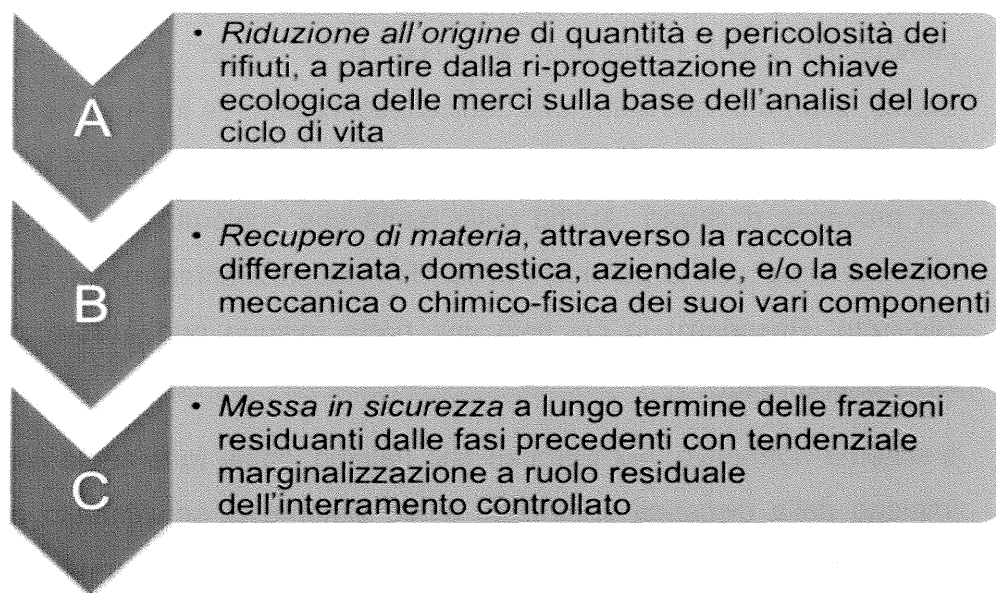 A
• Riduzione all'origine di quantità e pericolosità dei
rifiuti, a partire dalla ri-progettazione in chiave
ecologica delle merci sulla base dell'analisi del loro
ciclo di vita
B
• Recupero di materia, attraverso la raccolta
differenziata, domestica, aziendale, e/o la selezione
meccanica o chimico-fisica dei suoi vari componenti
C
• Messa in sicurezza a lungo termine delle frazioni
residuanti dalle fasi precedenti con tendenziale
marginalizzazione a ruolo residuale
dell'interramento controllato